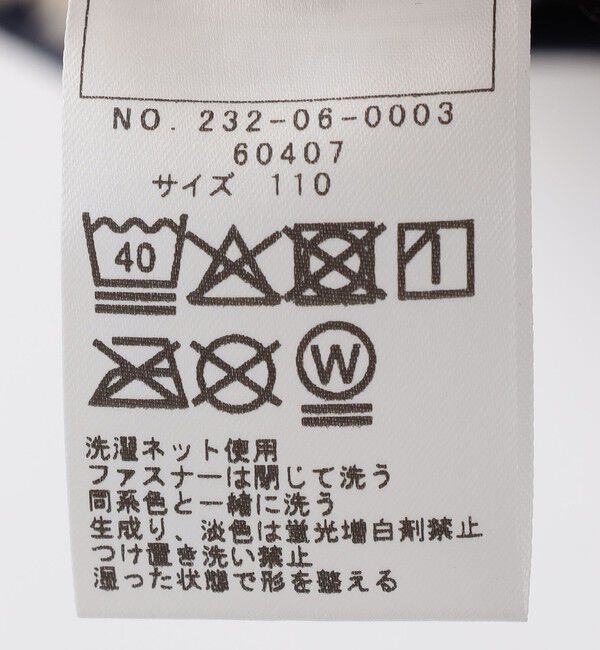 NO. 232-06-0003
60407
サイズ 110
40
W
洗濯ネット使用
ファスナーは閉じて洗う
同系色と一緒に洗う
生成り、淡色は蛍光増白剤禁止
つけ置き洗い禁止
湿った状態で形を整える